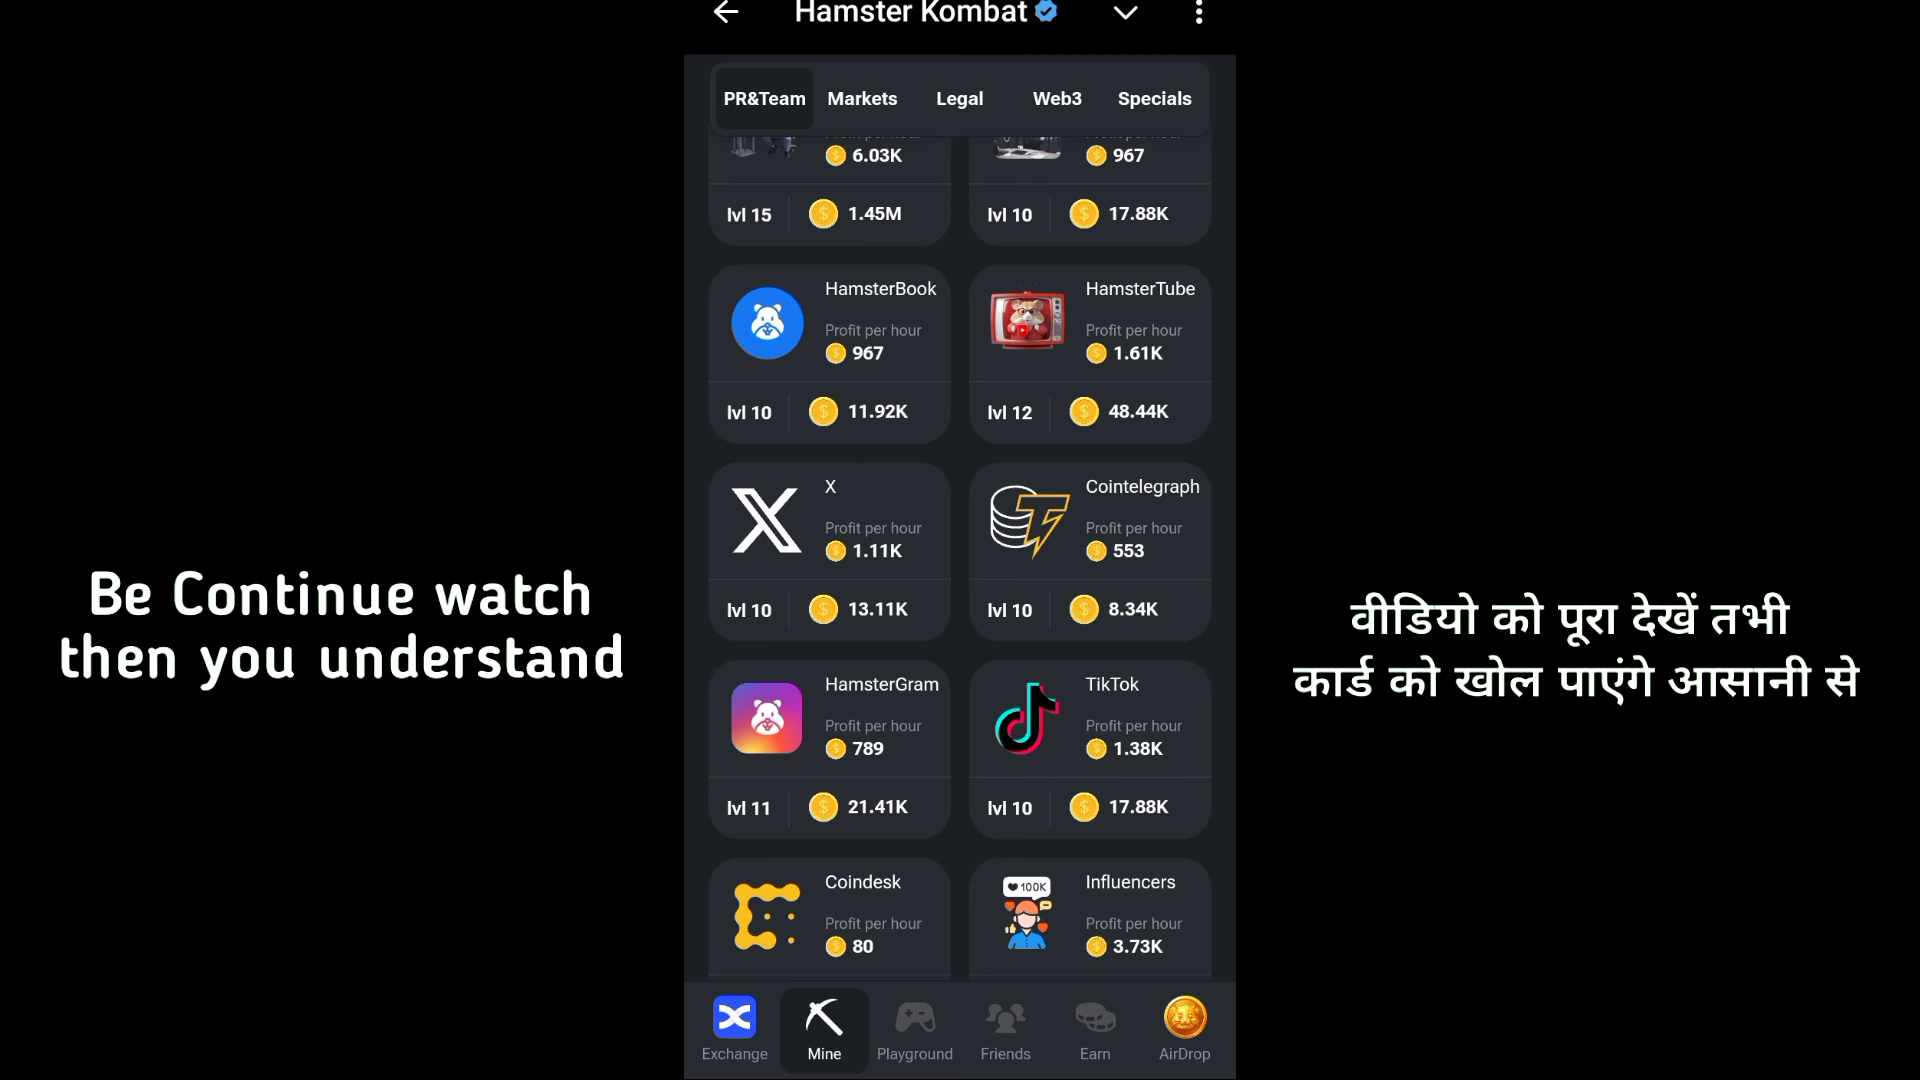 Hamster Kombat
PR&Team Markets Legal Web3 Specials
6.03K 967
lvl 15 1.45M lvl 10 17.88K
HamsterBook HamsterTube
Profit per hour Profit per hour
967 1.61K
lvl 10 11.92K lvl 12 48.44K
X Cointelegraph
Profit per hour Profit per hour
1.11K 553
lvl 10 13.11K lvl 10 8.34K
Be Continue watch
then you understand
वीडियो को पूरा देखें तभी
कार्ड को खोल पाएंगे आसानी से
HamsterGram TikTok
Profit per hour Profit per hour
789 1.38K
lvl 11 21.41K lvl 10 17.88K
Coindesk Influencers
100K
Profit per hour Profit per hour
80 3.73K
Exchange Mine Playground Friends Earn AirDrop